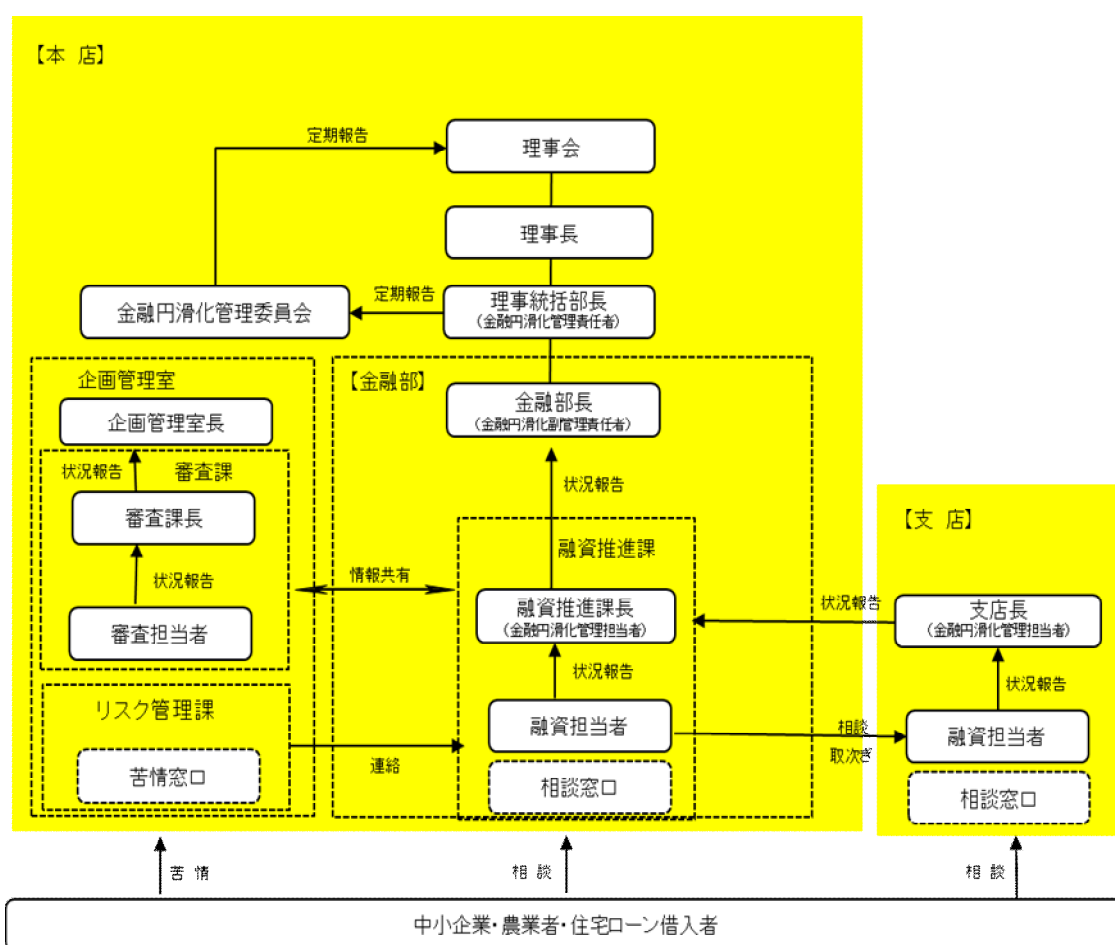 【本 店】
定期報告
理事会
理事長
定期報告
金融円滑化管理委員会
理事統括部長
(金融円滑化管理責任者)
企画管理室
【金融部】
企画管理室長
金融部長
(金融円滑化副管理責任者)
状況報告
審査課
状況報告
審査課長
【支 店】
融資推進課
状況報告
情報共有
融資推進課長
(金融円滑化管理担当者)
状況報告
支店長
(金融円滑化管理担当者)
審査担当者
状況報告
状況報告
リスク管理課
融資担当者
相談
取次ぎ
融資担当者
連絡
苦情窓口
相談窓口
相談窓口
苦 情
相 談
相 談
中小企業・農業者・住宅ローン借入者